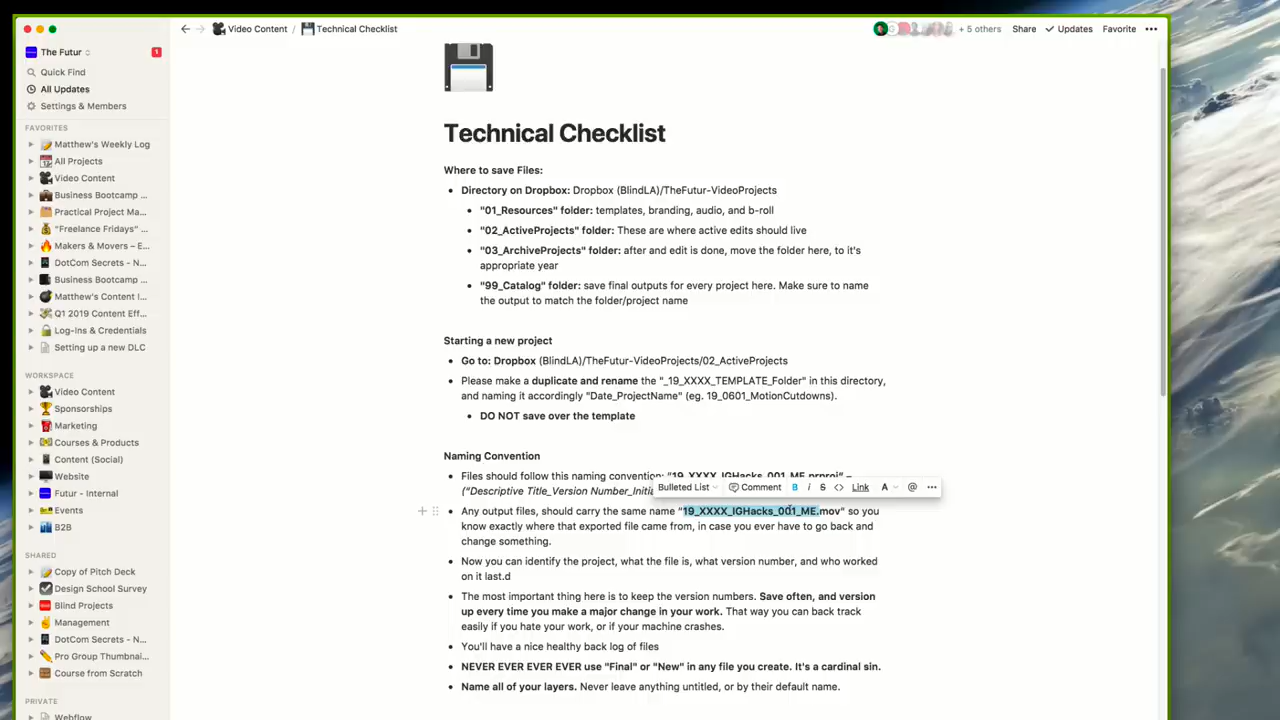 Video Content / Technical Checklist
+ 5 others Share Updates Favorite •••
The Futur 1
Quick Find
All Updates
Settings & Members
FAVORITES
Matthew's Weekly Log
All Projects
Video Content
Business Bootcamp ...
Practical Project Ma...
"Freelance Fridays" ...
Makers & Movers – E...
DotCom Secrets - N...
Business Bootcamp ...
Matthew's Content I...
Q1 2019 Content Eff...
Log-Ins & Credentials
Setting up a new DLC
WORKSPACE
Video Content
Sponsorships
Marketing
Courses & Products
Content (Social)
Website
Futur - Internal
Events
B2B
SHARED
Copy of Pitch Deck
Design School Survey
Blind Projects
Management
DotCom Secrets - N...
Pro Group Thumbnai...
Course from Scratch
PRIVATE
Webflow
Technical Checklist
Where to save Files:
• Directory on Dropbox: Dropbox (BlindLA)/TheFutur-VideoProjects
• "01_Resources" folder: templates, branding, audio, and b-roll
• "02_ActiveProjects" folder: These are where active edits should live
• "03_ArchiveProjects" folder: after and edit is done, move the folder here, to it's
appropriate year
• "99_Catalog" folder: save final outputs for every project here. Make sure to name
the output to match the folder/project name
Starting a new project
• Go to: Dropbox (BlindLA)/TheFutur-VideoProjects/02_ActiveProjects
• Please make a duplicate and rename the "_19_XXXX_TEMPLATE_Folder" in this directory,
and naming it accordingly "Date_ProjectName" (eg. 19_0601_MotionCutdowns).
• DO NOT save over the template
Naming Convention
• Files should follow this naming convention: "19_XXXX_IGHacks_001_ME.prproj" –
("Descriptive Title_Version Number_Initia
Bulleted List Comment B i S <> Link A @ •••
• Any output files, should carry the same name "19_XXXX_IGHacks_001_ME.mov" so you
know exactly where that exported file came from, in case you ever have to go back and
change something.
• Now you can identify the project, what the file is, what version number, and who worked
on it last.d
• The most important thing here is to keep the version numbers. Save often, and version
up every time you make a major change in your work. That way you can back track
easily if you hate your work, or if your machine crashes.
• You'll have a nice healthy back log of files
• NEVER EVER EVER EVER use "Final" or "New" in any file you create. It's a cardinal sin.
• Name all of your layers. Never leave anything untitled, or by their default name.